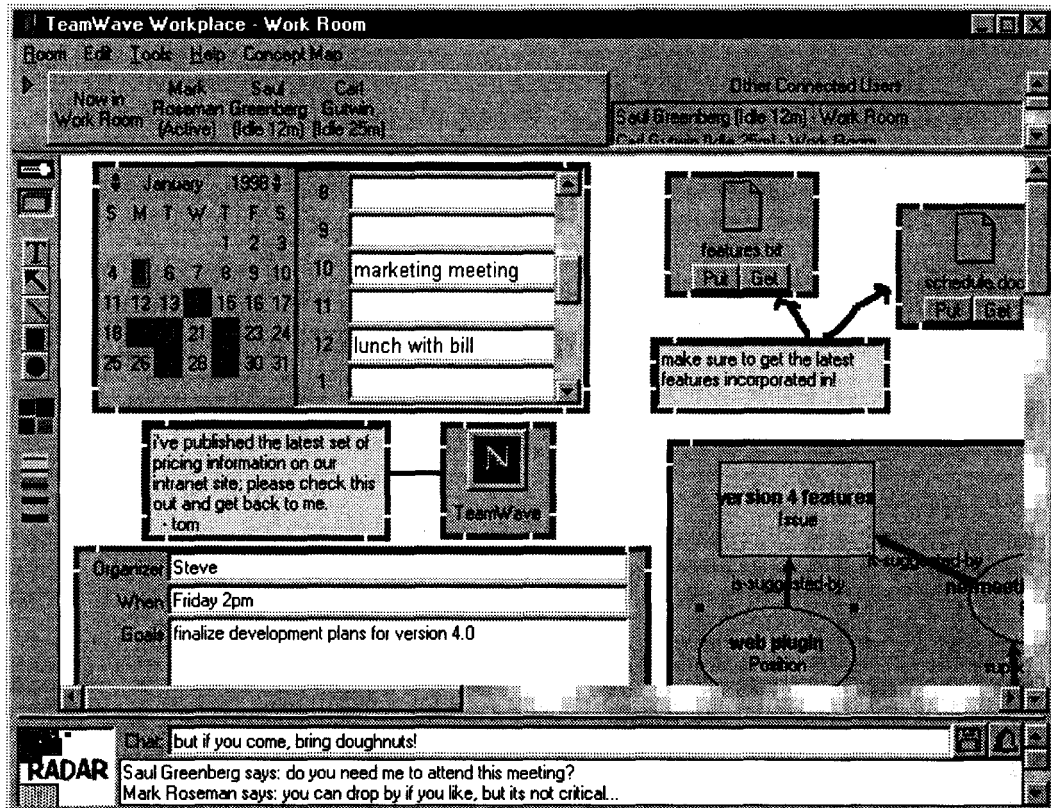 TeamWave Workplace - Work Room
Room Edit Tools Help Concept Map
Now in Work Room
Mark Roseman (Active)
Saul Greenberg (Idle 12m)
Carl Gutwin (Idle 25m)
Other Connected Users
Saul Greenberg (Idle 12m) - Work Room
Carl Gutwin (Idle 25m) - Work Room
January 1998
S M T W T F S
1 2 3
4 6 7 8 9 10
11 12 13 15 16 17
18 21 23 24
25 26 28 30 31
8
9
10 marketing meeting
11
12 lunch with bill
1
features.txt
Put Get
schedule.doc
Put Get
make sure to get the latest
features incorporated in!
i've published the latest set of
pricing information on our
intranet site; please check this
out and get back to me.
- tom
N
TeamWave
version 4 features
Issue
is-suggested-by
is-suggested-by
web plugin
Position
Organizer Steve
When Friday 2pm
Goals finalize development plans for version 4.0
RADAR
Chat: but if you come, bring doughnuts!
Saul Greenberg says: do you need me to attend this meeting?
Mark Roseman says: you can drop by if you like, but its not critical...